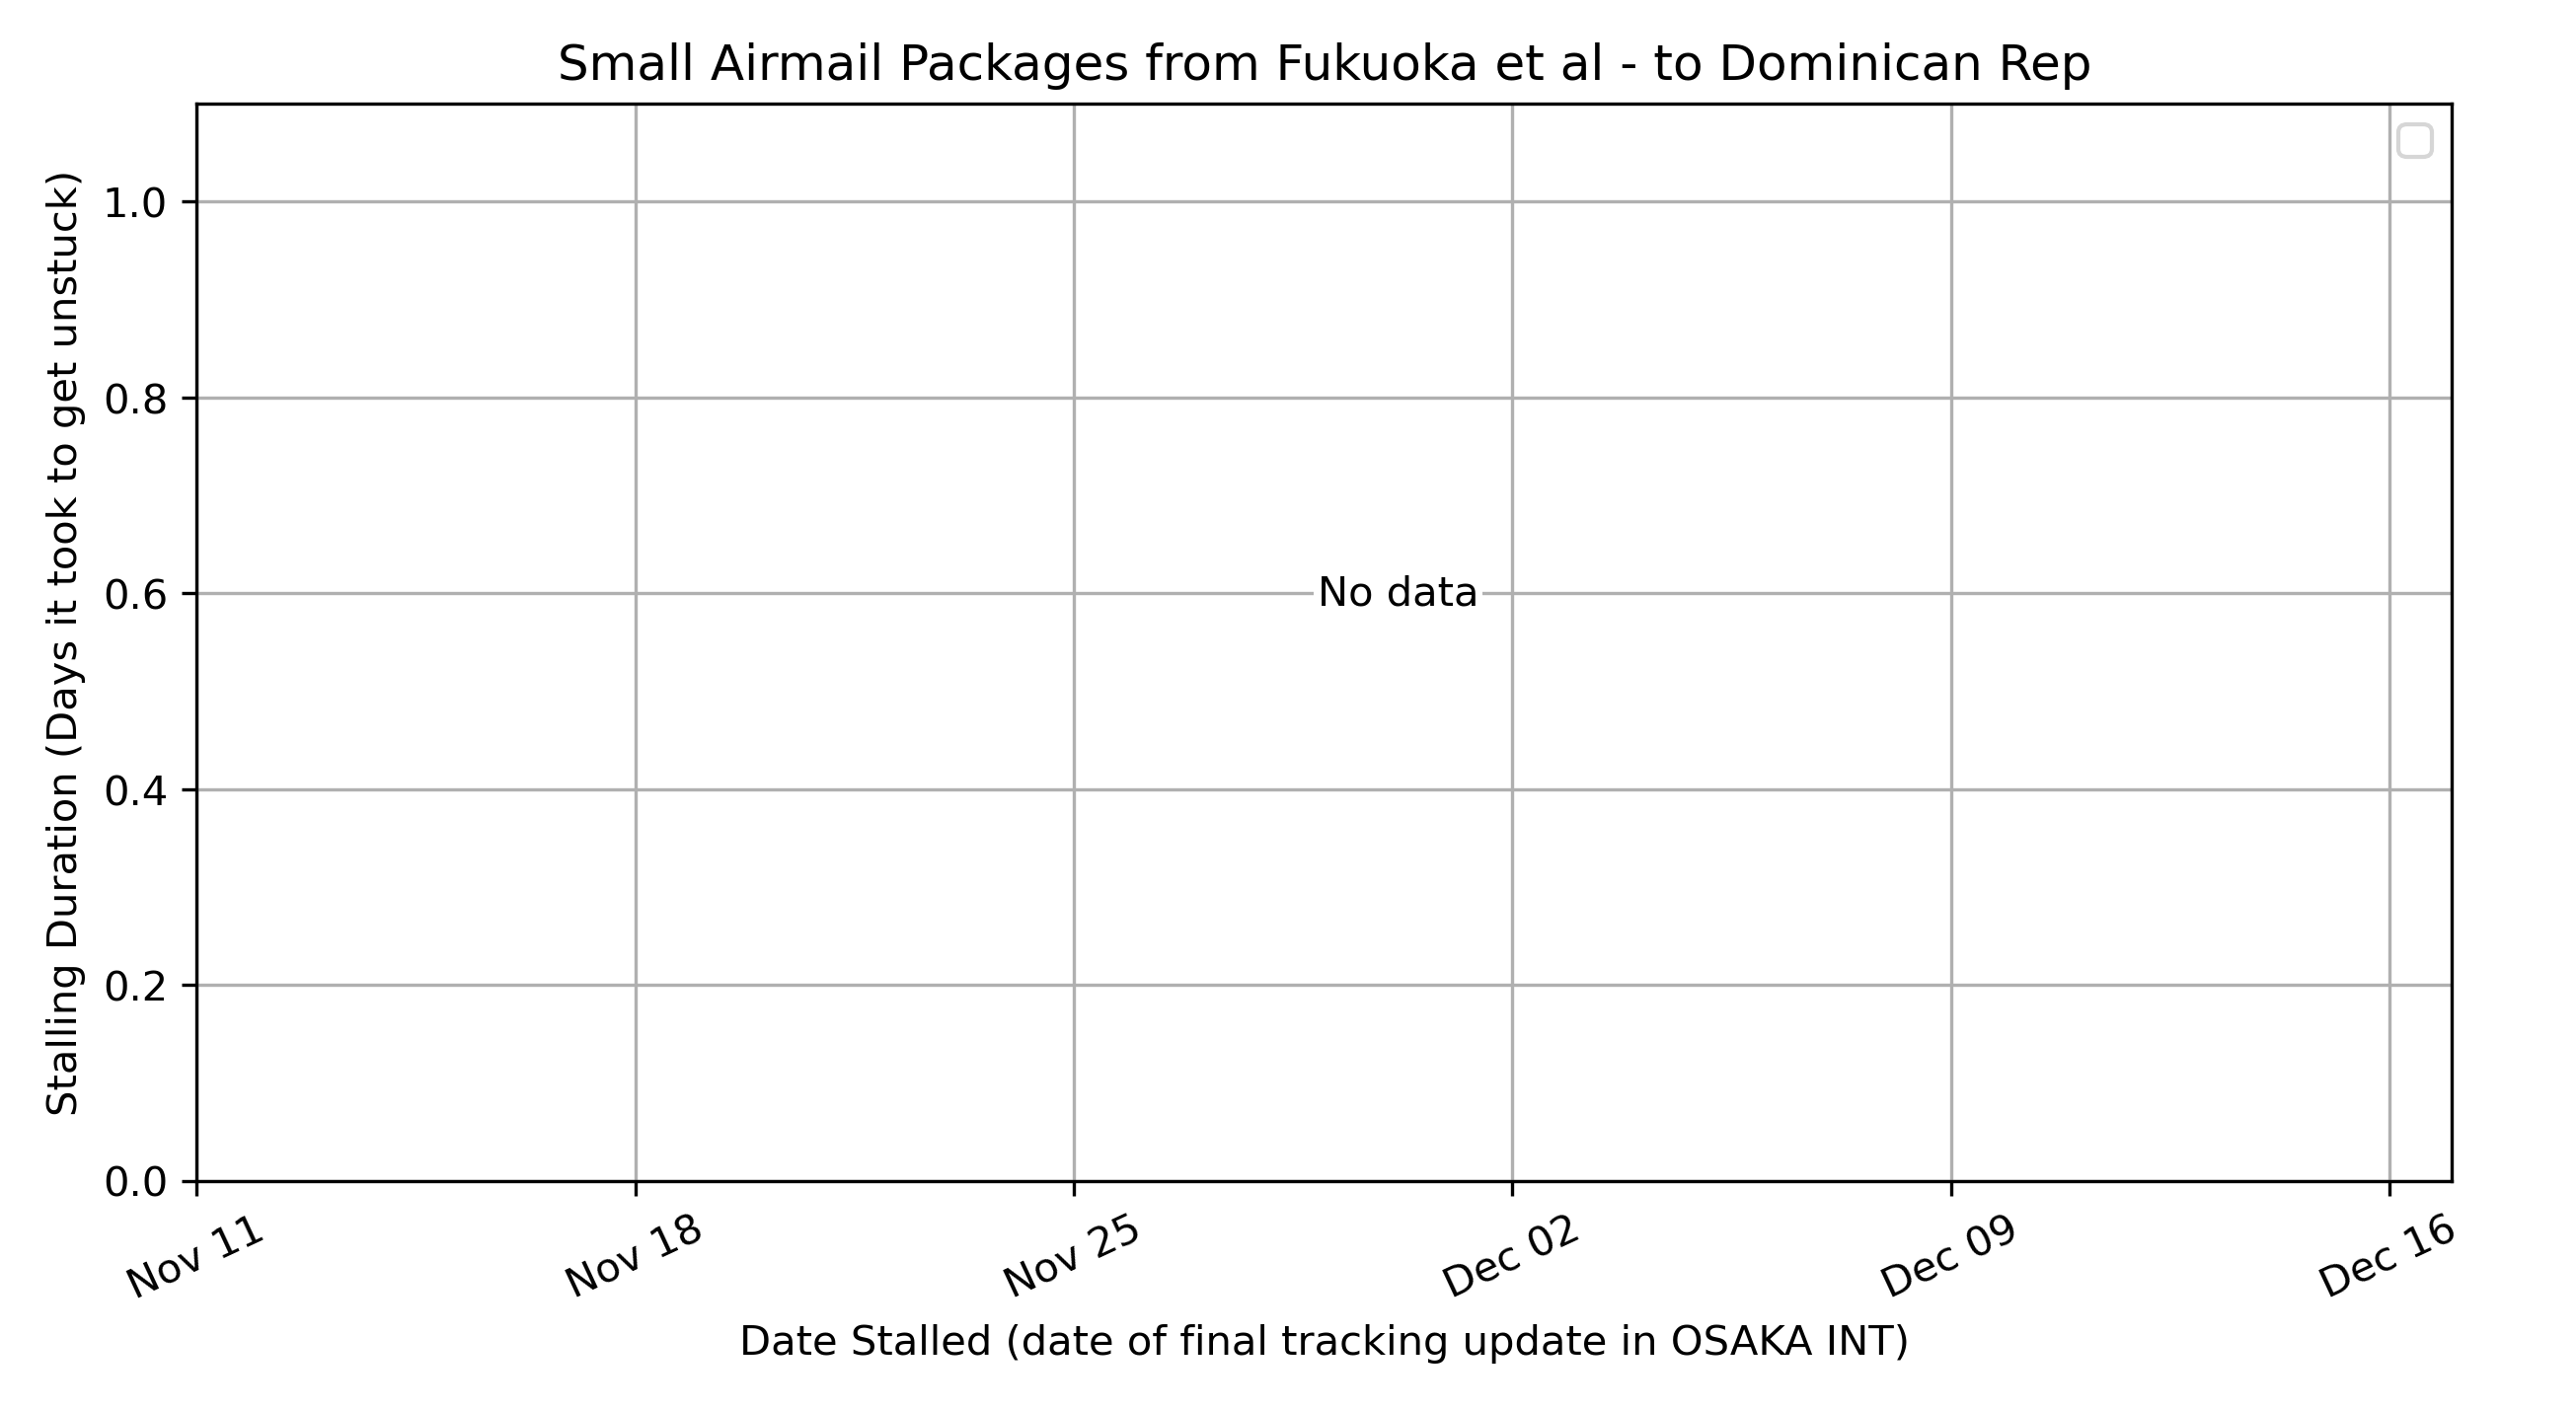 Small Airmail Packages from Fukuoka et al - to Dominican Rep
Stalling Duration (Days it took to get unstuck)
1.0
0.8
0.6
0.4
0.2
0.0
No data
Nov 11
Nov 18
Nov 25
Dec 02
Dec 09
Dec 16
Date Stalled (date of final tracking update in OSAKA INT)